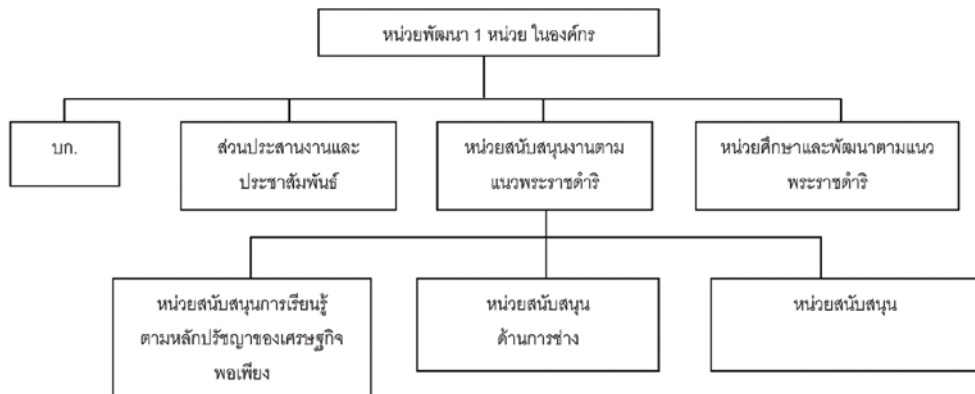 หน่วยพัฒนา 1 หน่วย ในองค์กร
บก.
ส่วนประสานงานและ
ประชาสัมพันธ์
หน่วยสนับสนุนงานตาม
แนวพระราชดำริ
หน่วยศึกษาและพัฒนาตามแนว
พระราชดำริ
หน่วยสนับสนุนการเรียนรู้
ตามหลักปรัชญาของเศรษฐกิจ
พอเพียง
หน่วยสนับสนุน
ด้านการช่าง
หน่วยสนับสนุน